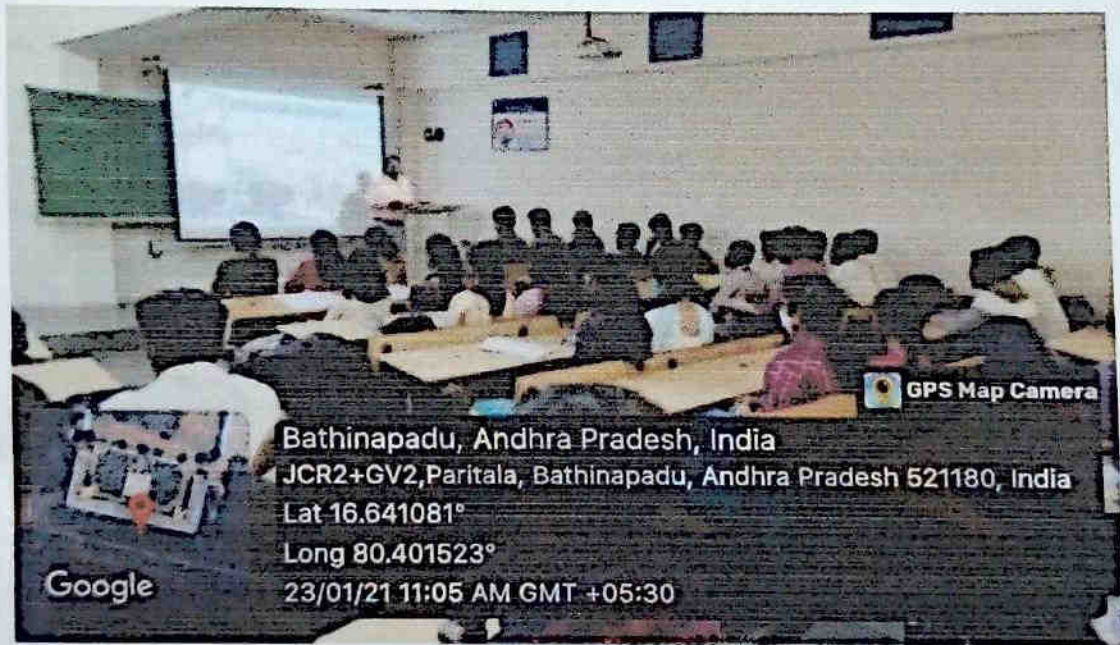 GPS Map Camera
Bathinapadu, Andhra Pradesh, India
JCR2+GV2,Paritala, Bathinapadu, Andhra Pradesh 521180, India
Lat 16.641081°
Long 80.401523°
23/01/21 11:05 AM GMT +05:30
Google